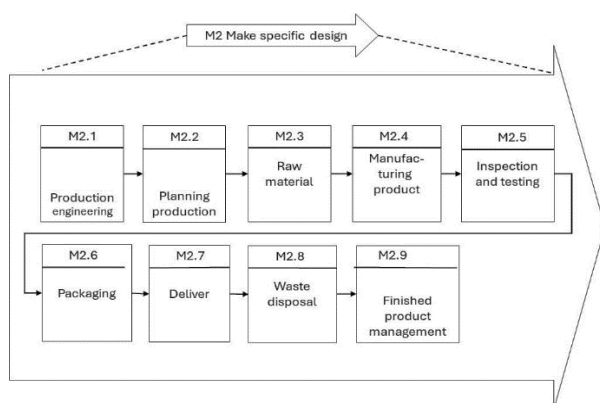 M2 Make specific design
M2.1
Production
engineering
M2.2
Planning
production
M2.3
Raw
material
M2.4
Manufac-
turing
product
M2.5
Inspection
and testing
M2.6
Packaging
M2.7
Deliver
M2.8
Waste
disposal
M2.9
Finished
product
management